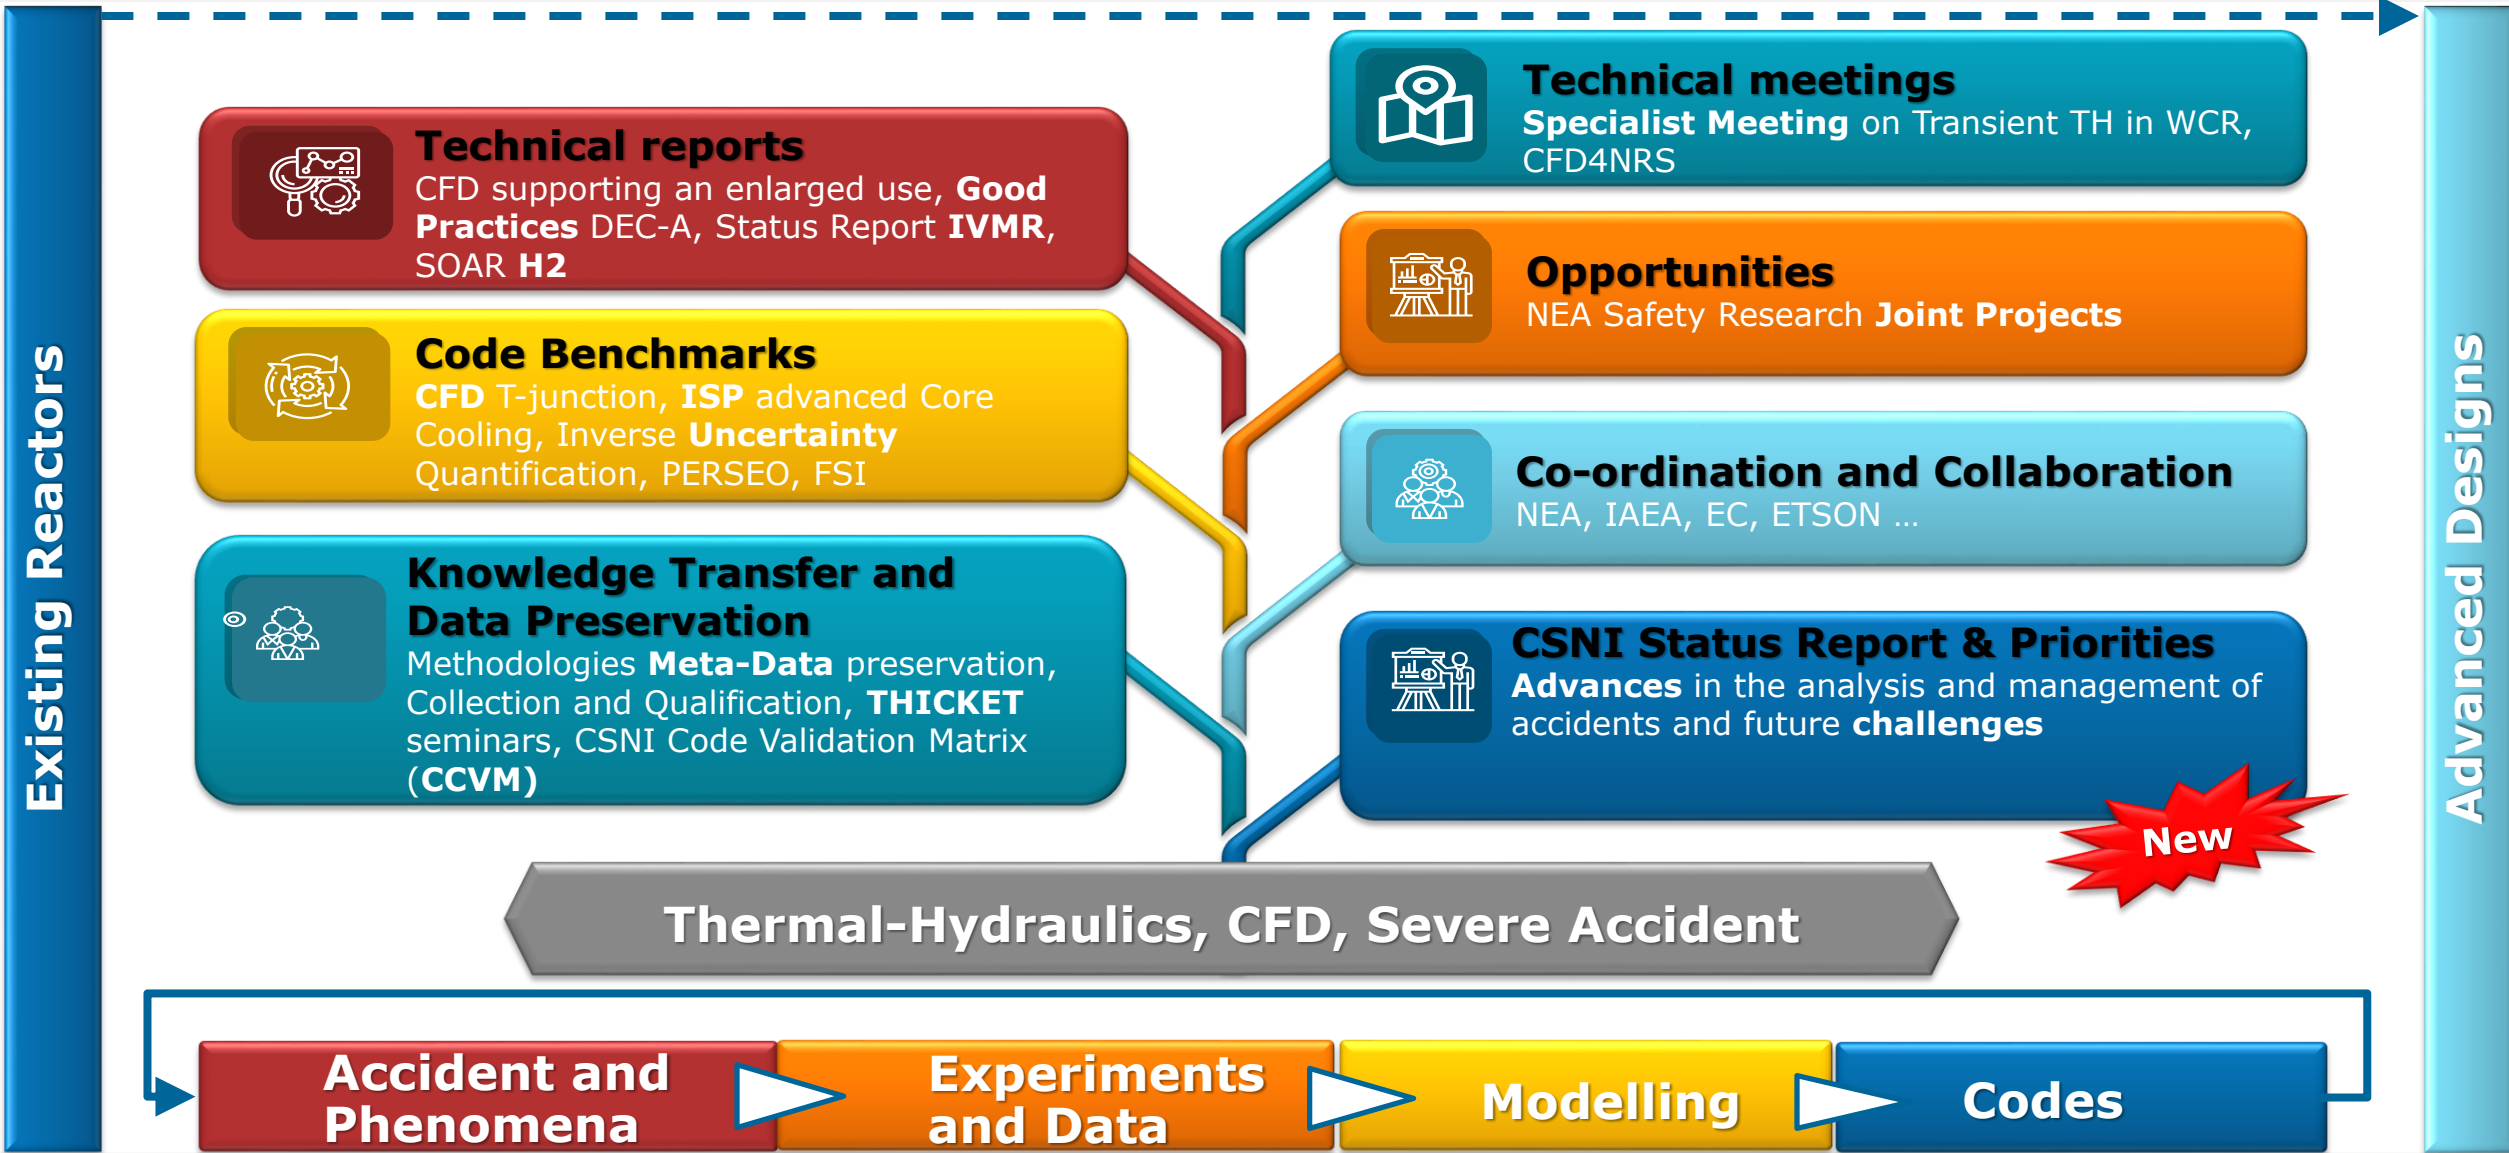 Existing Reactors
Technical reports
CFD supporting an enlarged use, Good
Practices DEC-A, Status Report IVMR,
SOAR H2
Code Benchmarks
CFD T-junction, ISP advanced Core
Cooling, Inverse Uncertainty
Quantification, PERSEO, FSI
Knowledge Transfer and
Data Preservation
Methodologies Meta-Data preservation,
Collection and Qualification, THICKET
seminars, CSNI Code Validation Matrix
(CCVM)
Technical meetings
Specialist Meeting on Transient TH in WCR,
CFD4NRS
Opportunities
NEA Safety Research Joint Projects
Co-ordination and Collaboration
NEA, IAEA, EC, ETSON ...
CSNI Status Report & Priorities
Advances in the analysis and management of
accidents and future challenges
New
Advanced Designs
Thermal-Hydraulics, CFD, Severe Accident
Accident and
Phenomena
Experiments
and Data
Modelling
Codes